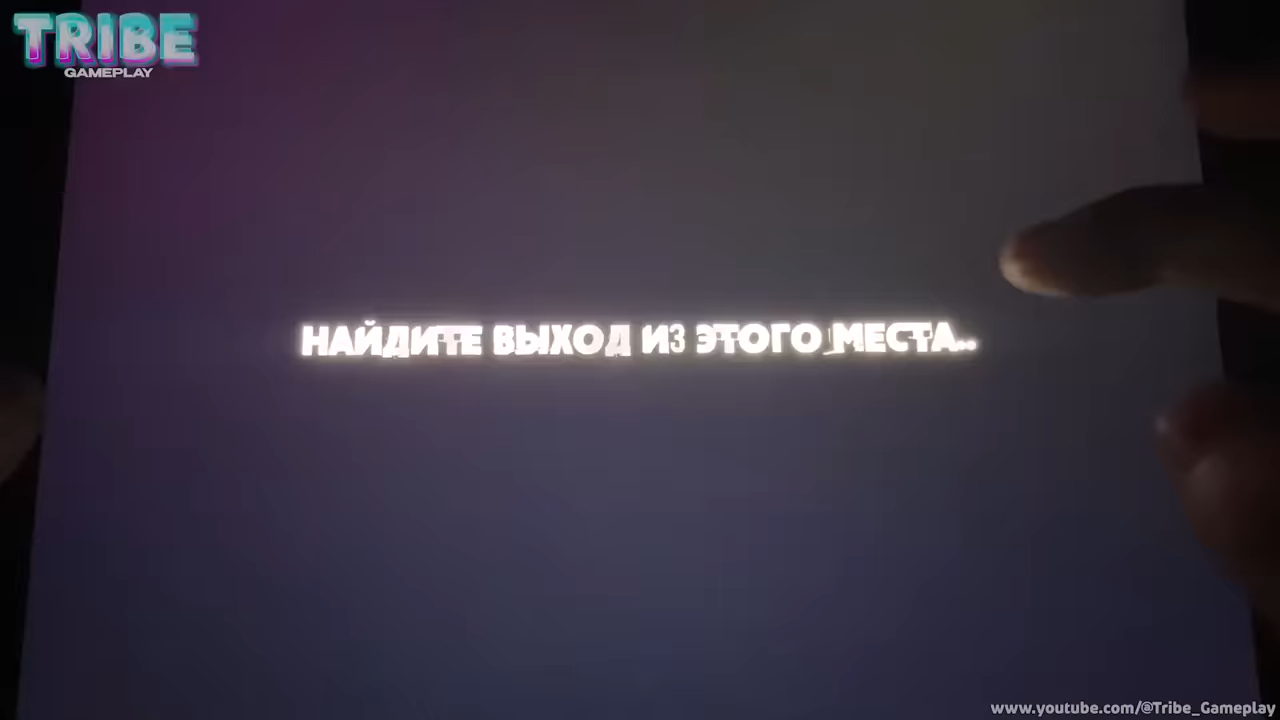 TRIBE
GAMEPLAY
НАЙДИТЕ ВЫХОД ИЗ ЭТОГО МЕСТА..
www.youtube.com/@Tribe_Gameplay